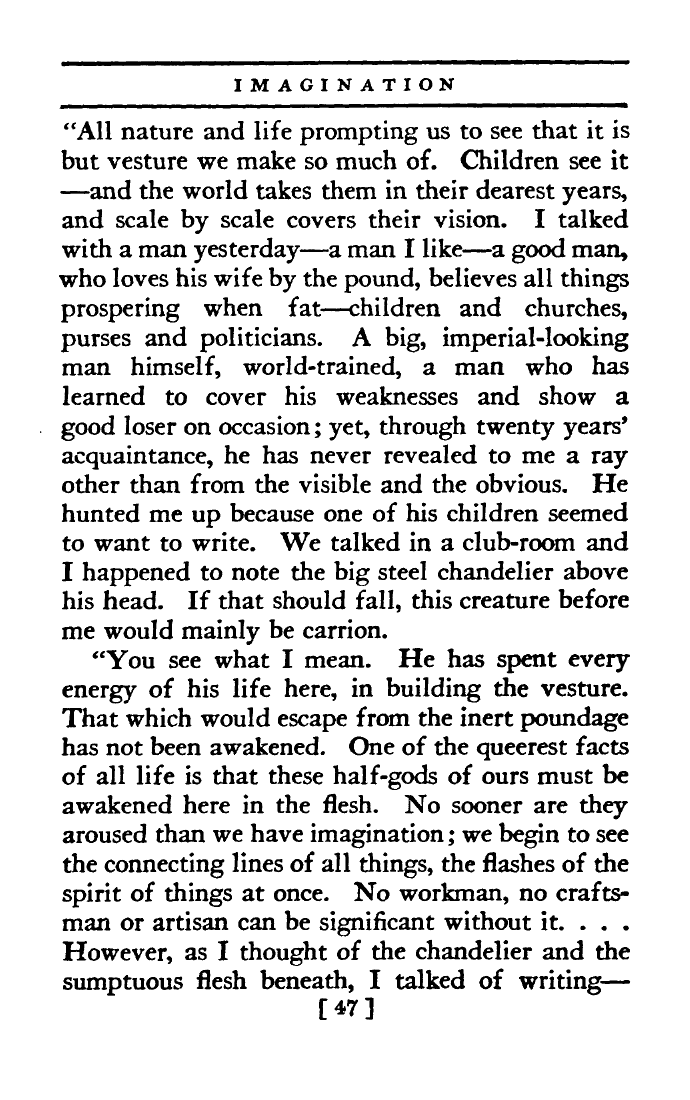 IMAGINATION
“All nature and life prompting us to see that it is
but vesture we make so much of. Children see it
—and the world takes them in their dearest years,
and scale by scale covers their vision. I talked
with a man yesterday—a man I like—a good man,
who loves his wife by the pound, believes all things
prospering when fat—children and churches,
purses and politicians. A big, imperial-looking
man himself, world-trained, a man who has
learned to cover his weaknesses and show a
good loser on occasion; yet, through twenty years’
acquaintance, he has never revealed to me a ray
other than from the visible and the obvious. He
hunted me up because one of his children seemed
to want to write. We talked in a club-room and
I happened to note the big steel chandelier above
his head. If that should fall, this creature before
me would mainly be carrion.
“You see what I mean. He has spent every
energy of his life here, in building the vesture.
That which would escape from the inert poundage
has not been awakened. One of the queerest facts
of all life is that these half-gods of ours must be
awakened here in the flesh. No sooner are they
aroused than we have imagination; we begin to see
the connecting lines of all things, the flashes of the
spirit of things at once. No workman, no crafts-
man or artisan can be significant without it. . . .
However, as I thought of the chandelier and the
sumptuous flesh beneath, I talked of writing—
[ 47 ]